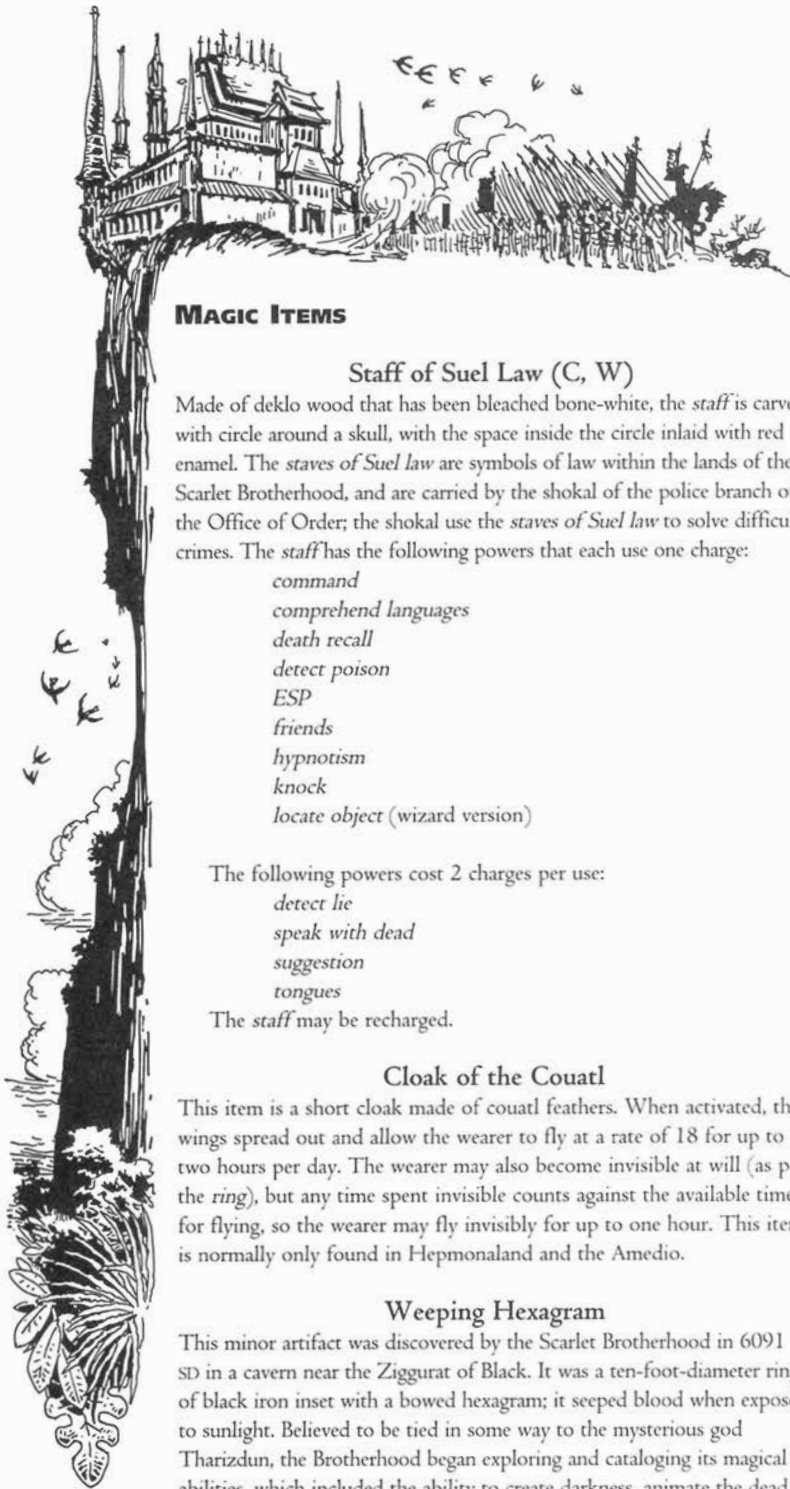 MAGIC ITEMS
Staff of Suel Law (C, W)
Made of deklo wood that has been bleached bone-white, the staff is carve
with circle around a skull, with the space inside the circle inlaid with red
enamel. The staves of Suel law are symbols of law within the lands of the
Scarlet Brotherhood, and are carried by the shokal of the police branch o
the Office of Order; the shokal use the staves of Suel law to solve difficu
crimes. The staff has the following powers that each use one charge:
command
comprehend languages
death recall
detect poison
ESP
friends
hypnotism
knock
locate object (wizard version)
The following powers cost 2 charges per use:
detect lie
speak with dead
suggestion
tongues
The staff may be recharged.
Cloak of the Couatl
This item is a short cloak made of couatl feathers. When activated, th
wings spread out and allow the wearer to fly at a rate of 18 for up to
two hours per day. The wearer may also become invisible at will (as p
the ring), but any time spent invisible counts against the available time
for flying, so the wearer may fly invisibly for up to one hour. This ite
is normally only found in Hepmonaland and the Amedio.
Weeping Hexagram
This minor artifact was discovered by the Scarlet Brotherhood in 6091
SD in a cavern near the Ziggurat of Black. It was a ten-foot-diameter rin
of black iron inset with a bowed hexagram; it seeped blood when expose
to sunlight. Believed to be tied in some way to the mysterious god
Tharizdun, the Brotherhood began exploring and cataloging its magical
abilities, which included the ability to create darkness, animate the dead